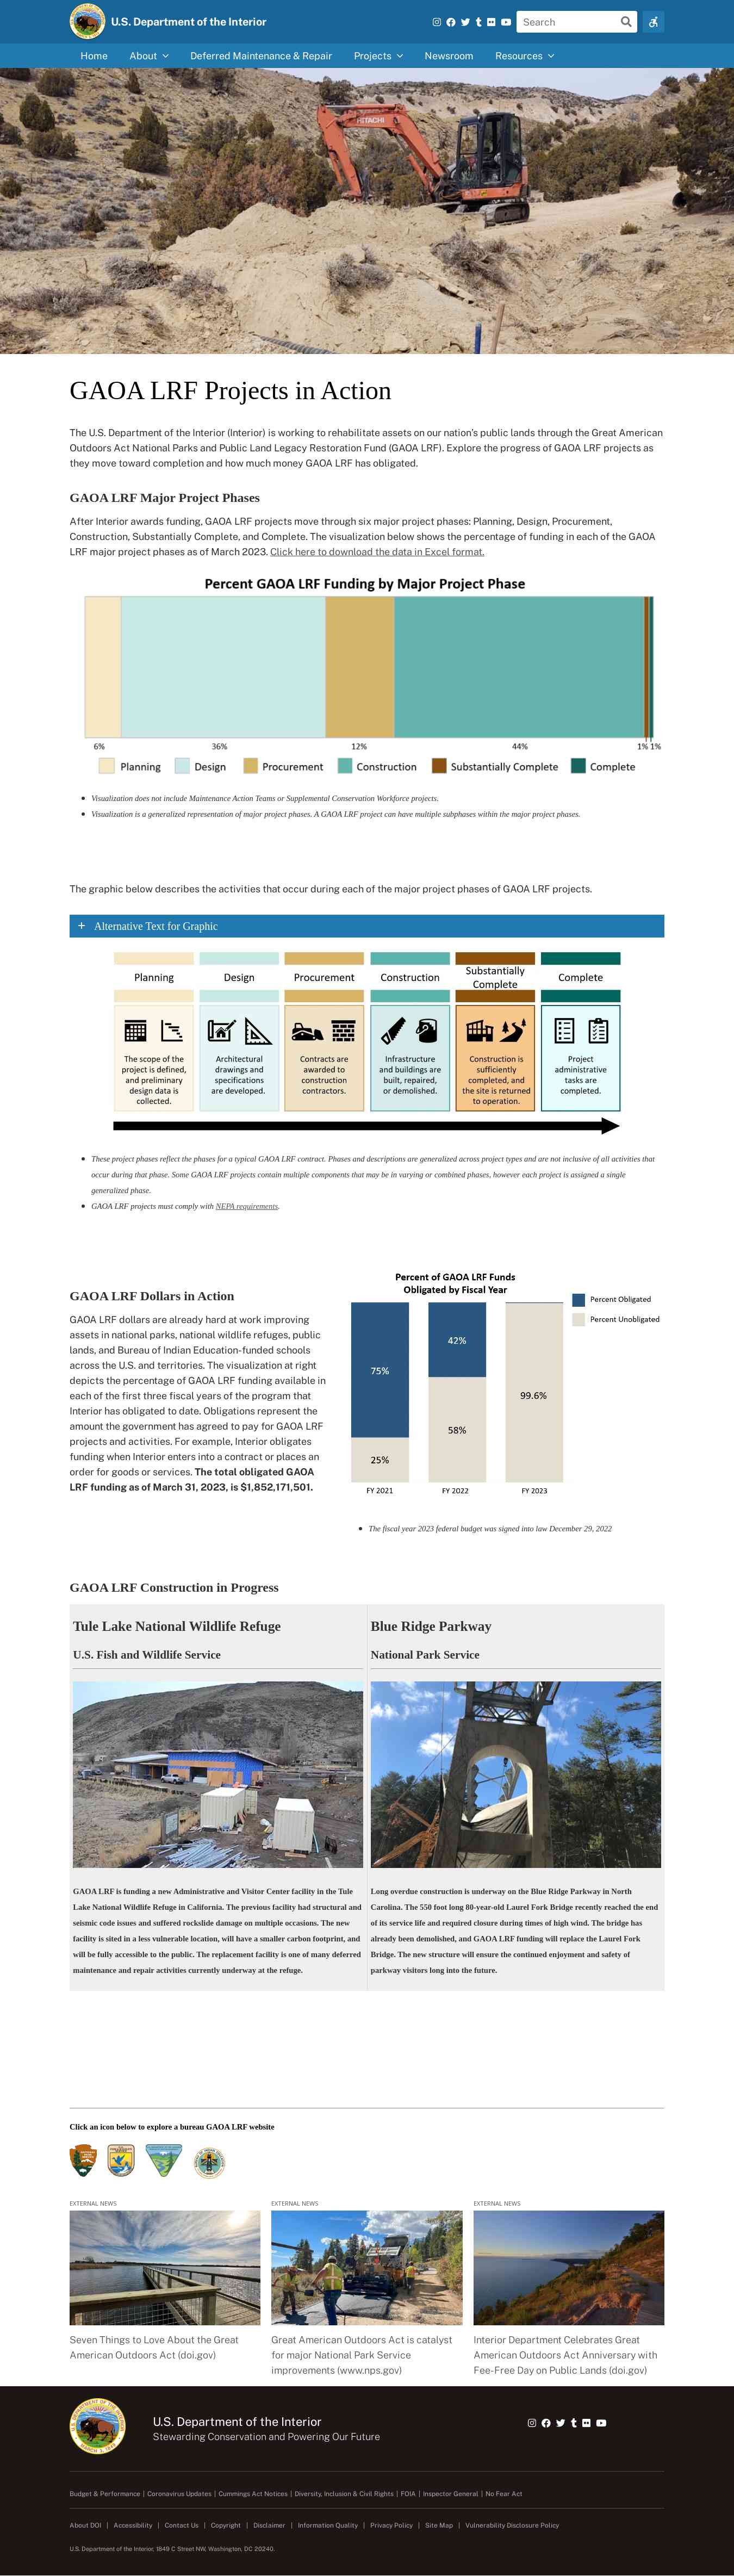 U.S. Department of the Interior
Search
Home About Deferred Maintenance & Repair Projects Newsroom Resources
HITACHI
GAOA LRF Projects in Action
The U.S. Department of the Interior (Interior) is working to rehabilitate assets on our nation's public lands through the Great American
Outdoors Act National Parks and Public Land Legacy Restoration Fund (GAOA LRF). Explore the progress of GAOA LRF projects as
they move toward completion and how much money GAOA LRF has obligated.
GAOA LRF Major Project Phases
After Interior awards funding, GAOA LRF projects move through six major project phases: Planning, Design, Procurement,
Construction, Substantially Complete, and Complete. The visualization below shows the percentage of funding in each of the GAOA
LRF major project phases as of March 2023. Click here to download the data in Excel format.
Percent GAOA LRF Funding by Major Project Phase
6% 36% 12% 44% 1% 1%
Planning Design Procurement Construction Substantially Complete Complete
Visualization does not include Maintenance Action Teams or Supplemental Conservation Workforce projects.
Visualization is a generalized representation of major project phases. A GAOA LRF project can have multiple subphases within the major project phases.
The graphic below describes the activities that occur during each of the major project phases of GAOA LRF projects.
+ Alternative Text for Graphic
Planning
The scope of the
project is defined,
and preliminary
design data is
collected.
Design
Architectural
drawings and
specifications
are developed.
Procurement
Contracts are
awarded to
construction
contractors.
Construction
Infrastructure
and buildings are
built, repaired,
or demolished.
Substantially
Complete
Construction is
sufficiently
completed, and
the site is returned
to operation.
Complete
Project
administrative
tasks are
completed.
These project phases reflect the phases for a typical GAOA LRF contract. Phases and descriptions are generalized across project types and are not inclusive of all activities that
occur during that phase. Some GAOA LRF projects contain multiple components that may be in varying or combined phases, however each project is assigned a single
generalized phase.
GAOA LRF projects must comply with NEPA requirements.
GAOA LRF Dollars in Action
GAOA LRF dollars are already hard at work improving
assets in national parks, national wildlife refuges, public
lands, and Bureau of Indian Education-funded schools
across the U.S. and territories. The visualization at right
depicts the percentage of GAOA LRF funding available in
each of the first three fiscal years of the program that
Interior has obligated to date. Obligations represent the
amount the government has agreed to pay for GAOA LRF
projects and activities. For example, Interior obligates
funding when Interior enters into a contract or places an
order for goods or services. The total obligated GAOA
LRF funding as of March 31, 2023, is $1,852,171,501.
Percent of GAOA LRF Funds
Obligated by Fiscal Year
Percent Obligated
Percent Unobligated
75%
42%
99.6%
58%
25%
FY 2021 FY 2022 FY 2023
The fiscal year 2023 federal budget was signed into law December 29, 2022
GAOA LRF Construction in Progress
Tule Lake National Wildlife Refuge
U.S. Fish and Wildlife Service
GAOA LRF is funding a new Administrative and Visitor Center facility in the Tule
Lake National Wildlife Refuge in California. The previous facility had structural and
seismic code issues and suffered rockslide damage on multiple occasions. The new
facility is sited in a less vulnerable location, will have a smaller carbon footprint, and
will be fully accessible to the public. The replacement facility is one of many deferred
maintenance and repair activities currently underway at the refuge.
Blue Ridge Parkway
National Park Service
Long overdue construction is underway on the Blue Ridge Parkway in North
Carolina. The 550 foot long 80-year-old Laurel Fork Bridge recently reached the end
of its service life and required closure during times of high wind. The bridge has
already been demolished, and GAOA LRF funding will replace the Laurel Fork
Bridge. The new structure will ensure the continued enjoyment and safety of
parkway visitors long into the future.
Click an icon below to explore a bureau GAOA LRF website
EXTERNAL NEWS
Seven Things to Love About the Great
American Outdoors Act (doi.gov)
EXTERNAL NEWS
Great American Outdoors Act is catalyst
for major National Park Service
improvements (www.nps.gov)
EXTERNAL NEWS
Interior Department Celebrates Great
American Outdoors Act Anniversary with
Fee-Free Day on Public Lands (doi.gov)
U.S. Department of the Interior
Stewarding Conservation and Powering Our Future
Budget & Performance | Coronavirus Updates | Cummings Act Notices | Diversity, Inclusion & Civil Rights | FOIA | Inspector General | No Fear Act
About DOI | Accessibility | Contact Us | Copyright | Disclaimer | Information Quality | Privacy Policy | Site Map | Vulnerability Disclosure Policy
U.S. Department of the Interior, 1849 C Street NW, Washington, DC 20240.